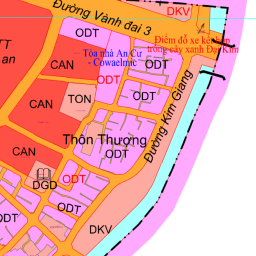 DKV
Đường Vành đai 3
ODT
Điểm đỗ xe kết hợp
trồng cây xanh Đại Kim
TT
an
Tòa nhà An Cư
- Cowaelmic
CAN
ODT
ODT
ODT
CAN
TON
ODT
Đường Kim Giang
Thôn Thượng
ODT
CAN
DGD
ODT
ODT
ODT
ODT
DKV